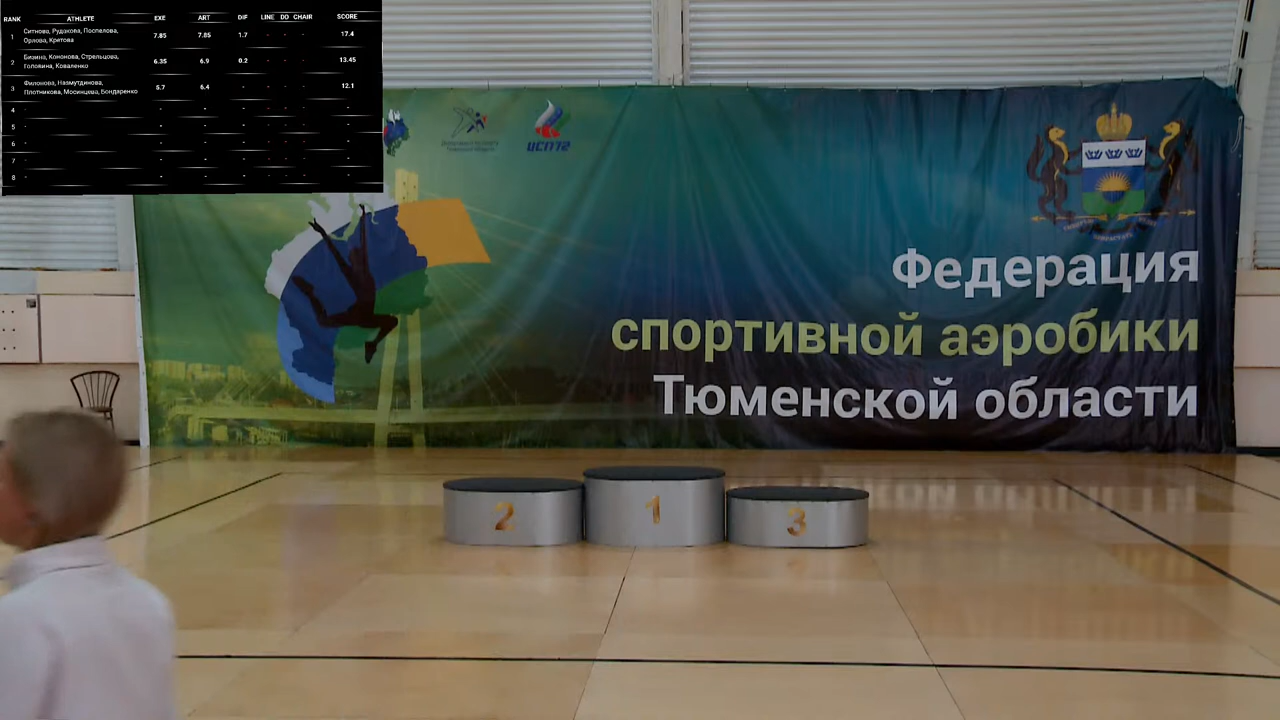 RANK ATHLETE EXE ART DIF LINE DO CHAIR SCORE
1 Ситнова, Рудакова, Поспелова, Орлова, Кретова 7.85 7.85 1.7 - - - 17.4
2 Бизина, Кононова, Стрельцова, Головина, Коваленко 6.35 6.9 0.2 - - - 13.45
3 Филонова, Назмутдинова, Плотникова, Мосинцева, Бондаренко 5.7 6.4 - - - - 12.1
4 - - - - - - - -
5 - - - - - - - -
6 - - - - - - - -
7 - - - - - - - -
8 - - - - - - - -
ЦСП72
Федерация
спортивной аэробики
Тюменской области
2 1 3